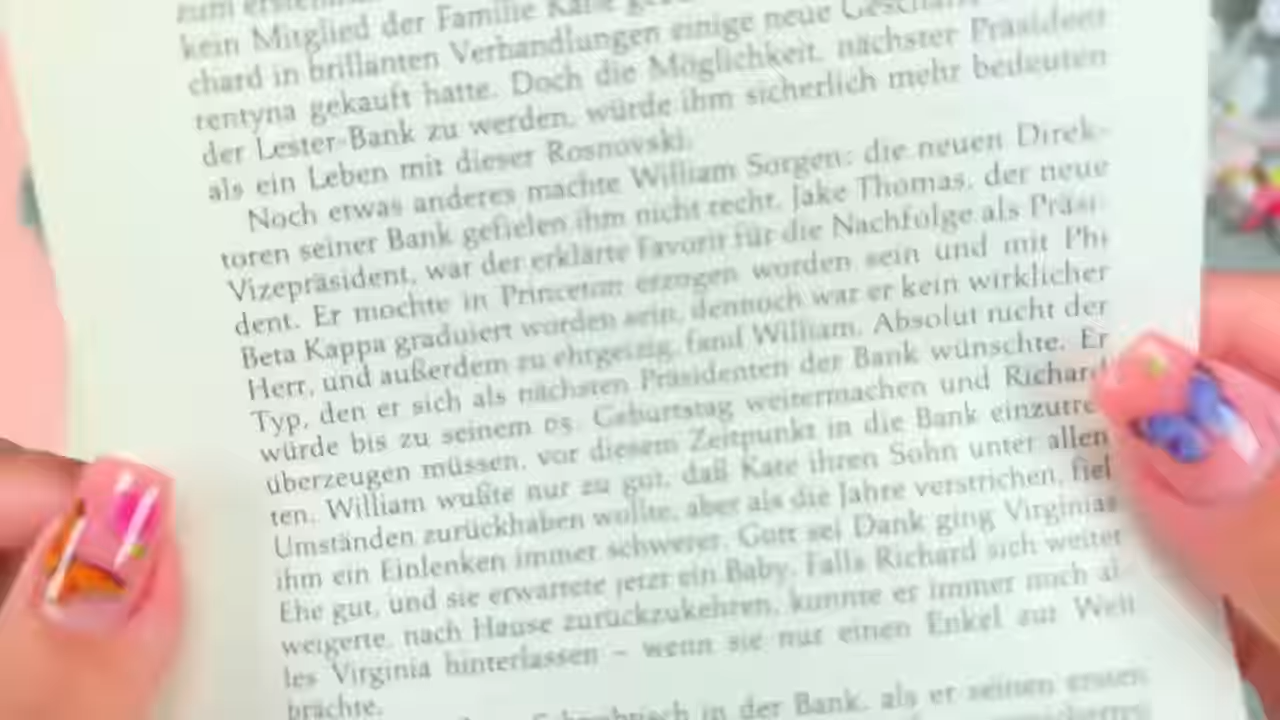 zum
kein Mitglied der Familie Kane
chard in brillanten Verhandlungen einige neue
tentyna gekauft hatte. Doch die Möglichkeit, nächster Präsident
der Lester-Bank zu werden, würde ihm sicherlich mehr bedeuten
als ein Leben mit dieser Rosnovski.
Noch etwas anderes machte William Sorgen: die neuen Direk-
toren seiner Bank gefielen ihm nicht recht. Jake Thomas, der neue
Vizepräsident, war der erklärte Favorit für die Nachfolge als Präsi-
dent. Er mochte in Princeton erzogen worden sein und mit Phi
Beta Kappa graduiert worden sein, dennoch war er kein wirklicher
Herr, und außerdem zu ehrgeizig, fand William. Absolut nicht der
Typ, den er sich als nächsten Präsidenten der Bank wünschte. Er
würde bis zu seinem 65. Geburtstag weitermachen und Richard
überzeugen müssen, vor diesem Zeitpunkt in die Bank einzutre-
ten. William wußte nur zu gut, daß Kate ihren Sohn unter allen
Umständen zurückhaben wollte, aber als die Jahre verstrichen, fiel
ihm ein Einlenken immer schwerer. Gott sei Dank ging Virginias
Ehe gut, und sie erwartete jetzt ein Baby. Falls Richard sich weiter
weigerte, nach Hause zurückzukehren, konnte er immer noch al-
les Virginia hinterlassen – wenn sie nur einen Enkel zur Welt
brächte.
in der Bank, als er seinen ersten